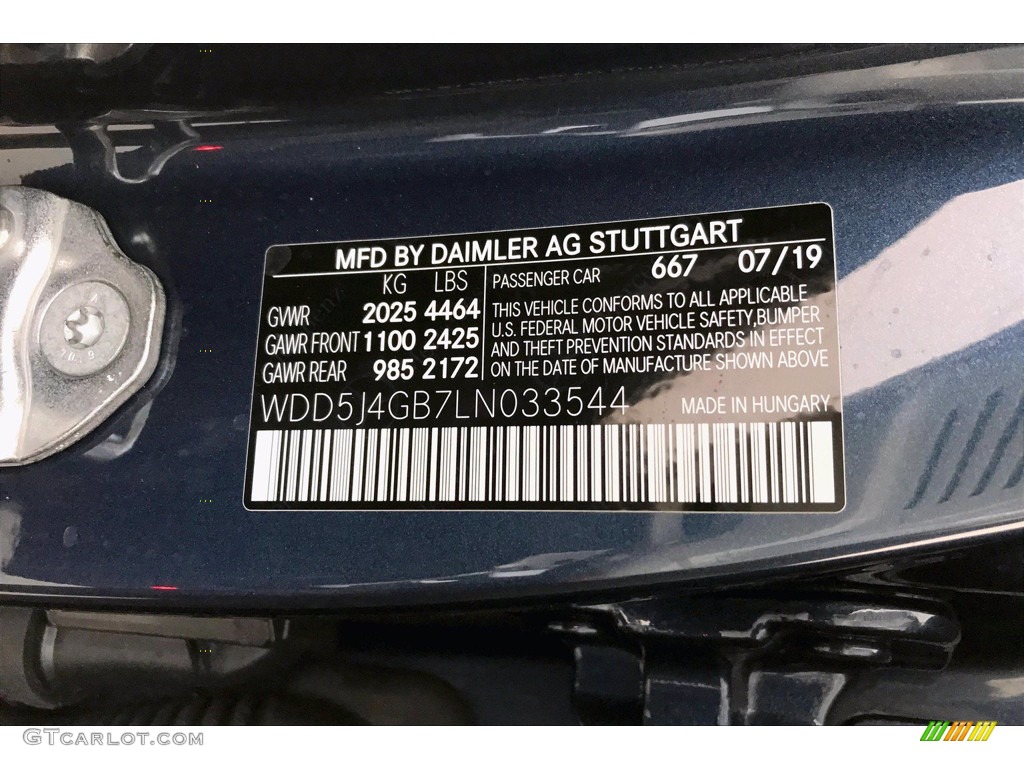 MFD BY DAIMLER AG STUTTGART
KG LBS
GVWR 2025 4464
GAWR FRONT 1100 2425
GAWR REAR 985 2172
PASSENGER CAR 667 07/19
THIS VEHICLE CONFORMS TO ALL APPLICABLE
U.S. FEDERAL MOTOR VEHICLE SAFETY, BUMPER
AND THEFT PREVENTION STANDARDS IN EFFECT
ON THE DATE OF MANUFACTURE SHOWN ABOVE
WDD5J4GB7LN033544 MADE IN HUNGARY
GTCarlot.com